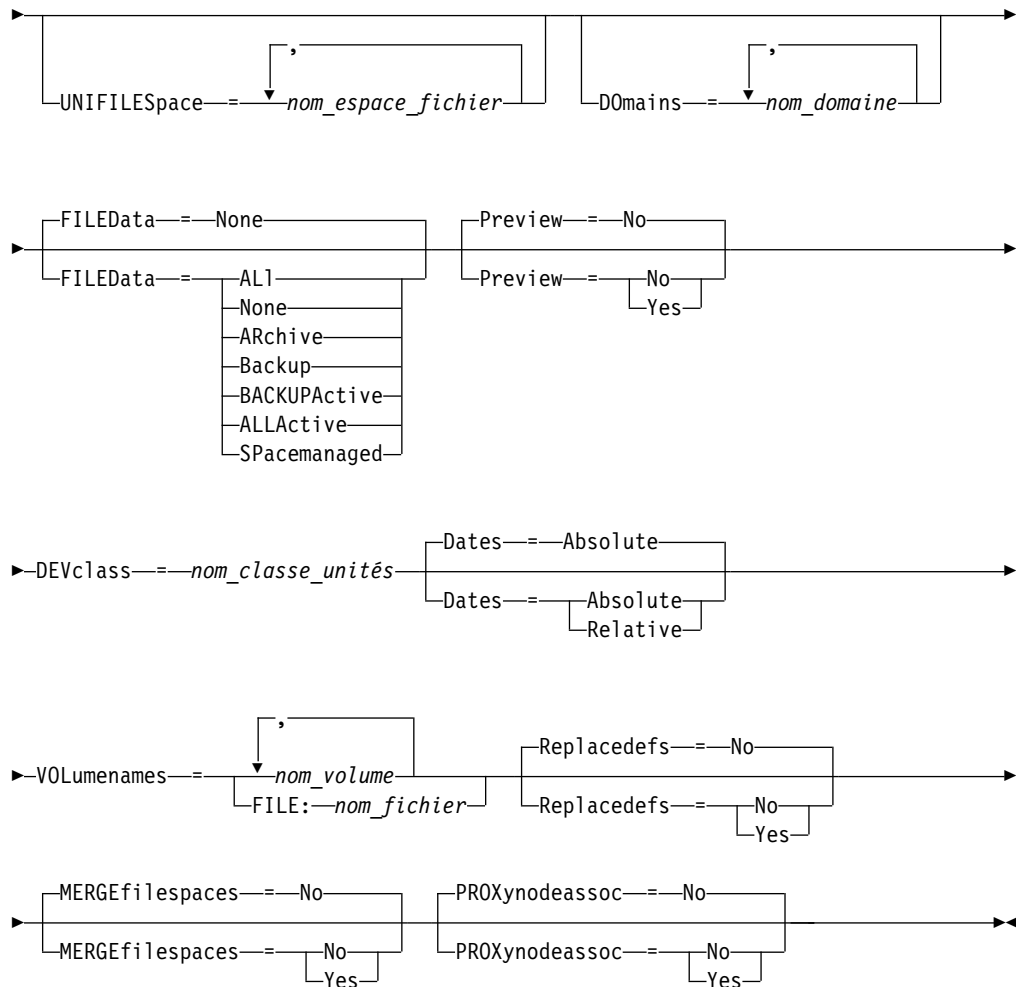 ,
,
UNIFILESpace = nom_espace_fichier
DOmains = nom_domaine
FILEData = None
Preview = No
FILEData = ALl
Preview = No
None
Yes
ARchive
Backup
BACKUPActive
ALLActive
SPacemanaged
Dates = Absolute
DEVclass = nom_classe_unités
Dates = Absolute
Relative
,
Replacedefs = No
VOLumenames = nom_volume
FILE: nom_fichier
Replacedefs = No
Yes
MERGEfilespaces = No
PROXynodeassoc = No
MERGEfilespaces = No
Yes
PROXynodeassoc = No
Yes